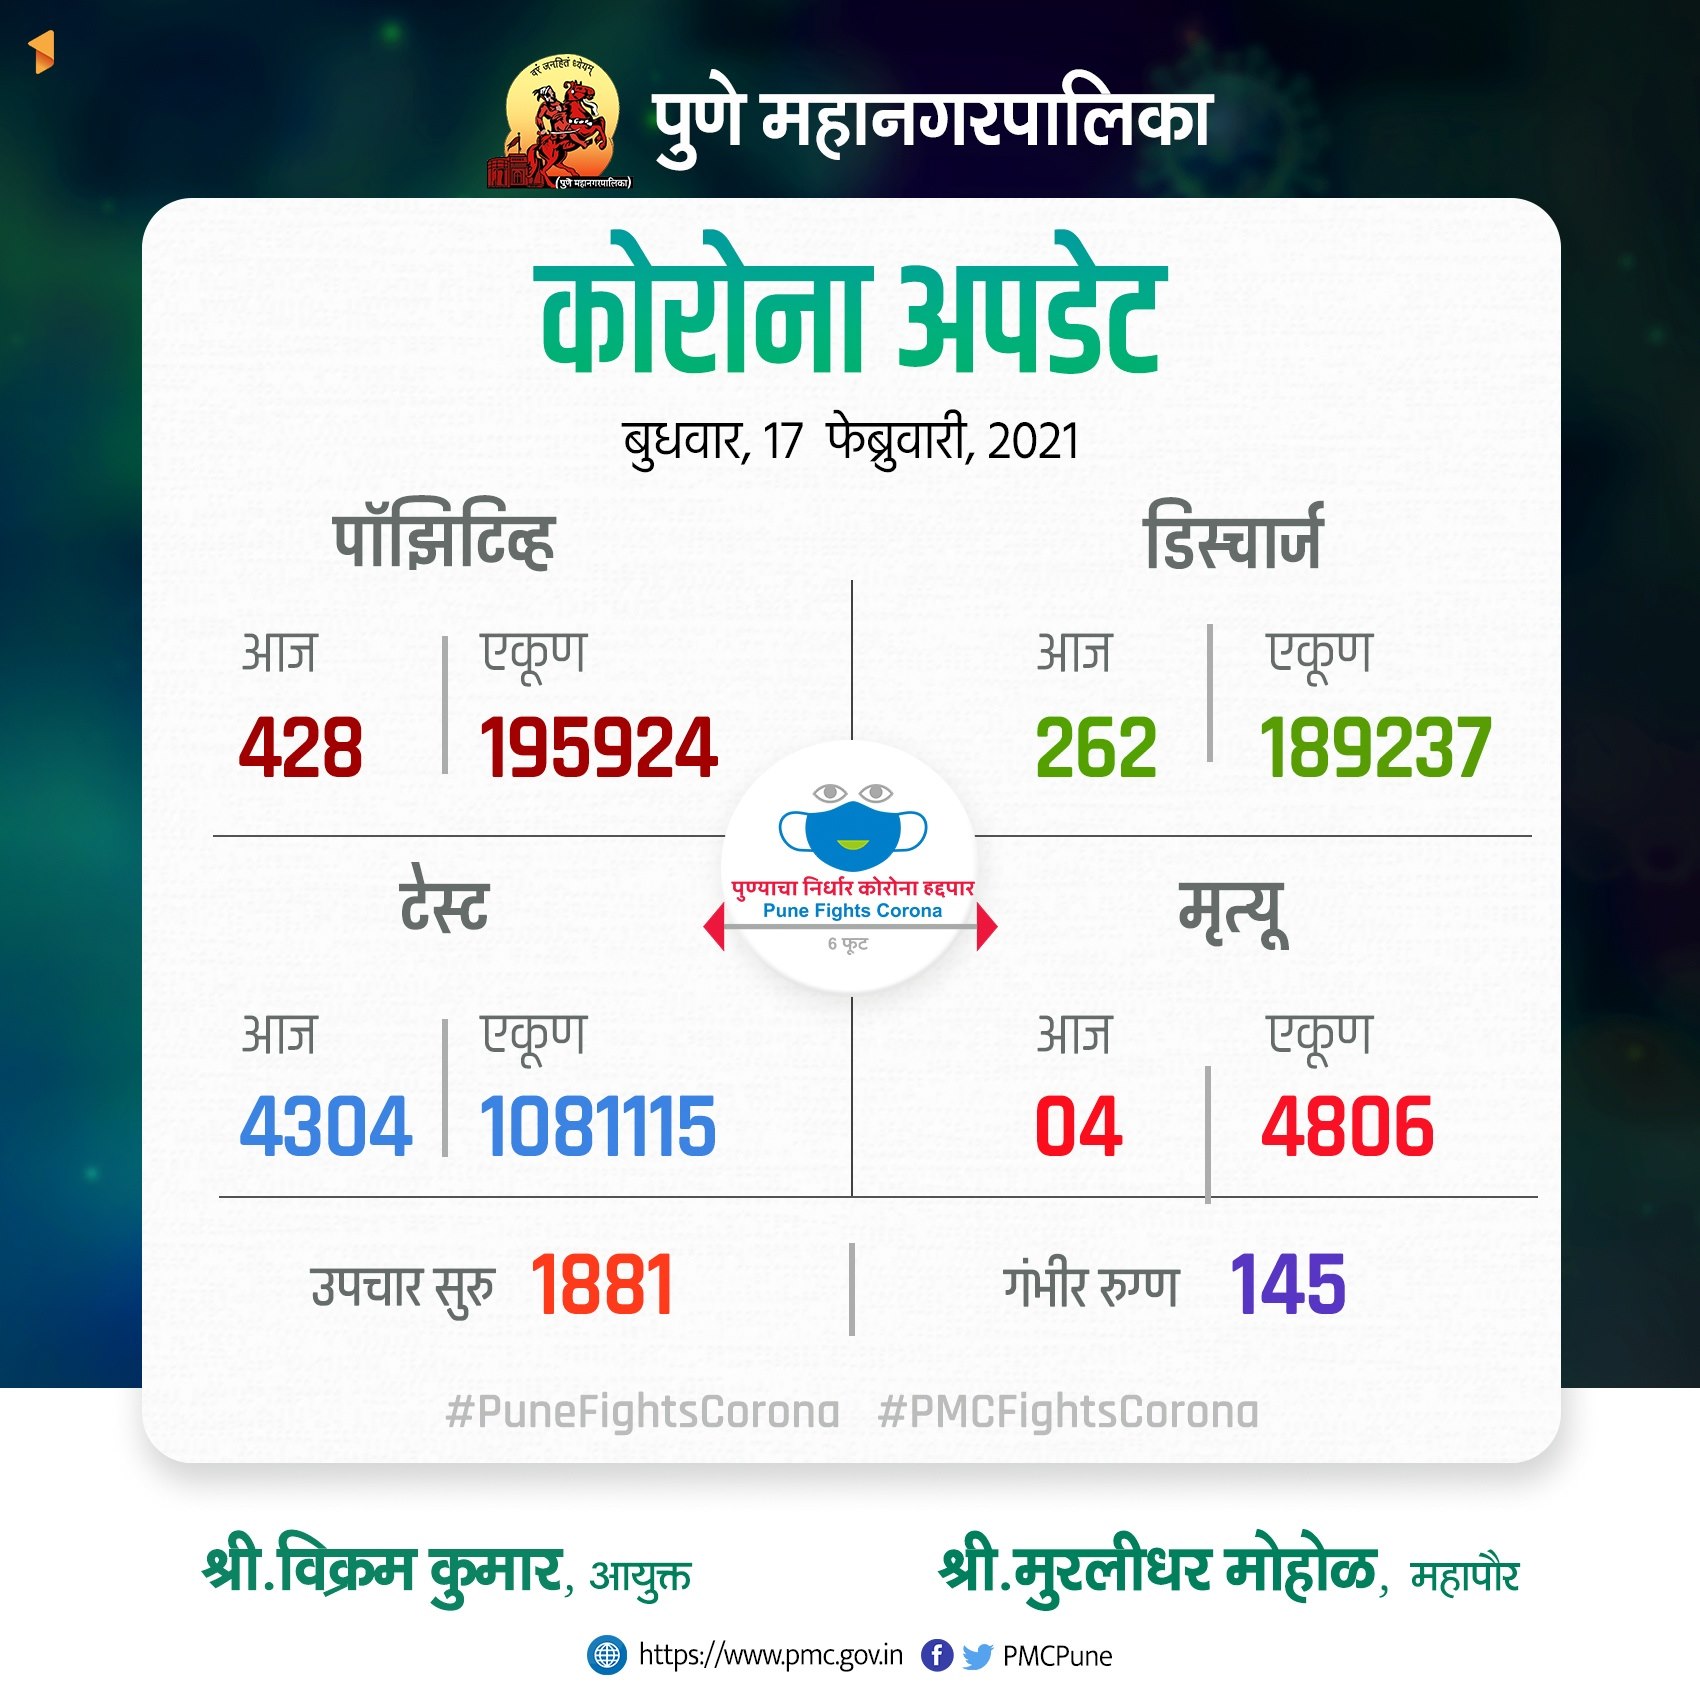 वरं जनहितं ध्येयम्
(पुणे महानगरपालिका)
पुणे महानगरपालिका
कोरोना अपडेट
बुधवार, 17 फेब्रुवारी, 2021
पॉझिटिव्ह
आज एकूण
428 195924
डिस्चार्ज
आज एकूण
262 189237
पुण्याचा निर्धार कोरोना हद्दपार
Pune Fights Corona
6 फूट
टेस्ट
आज एकूण
4304 1081115
मृत्यू
आज एकूण
04 4806
उपचार सुरु 1881
गंभीर रुग्ण 145
#PuneFightsCorona #PMCFightsCorona
श्री.विक्रम कुमार, आयुक्त
श्री.मुरलीधर मोहोळ, महापौर
https://www.pmc.gov.in PMCPune